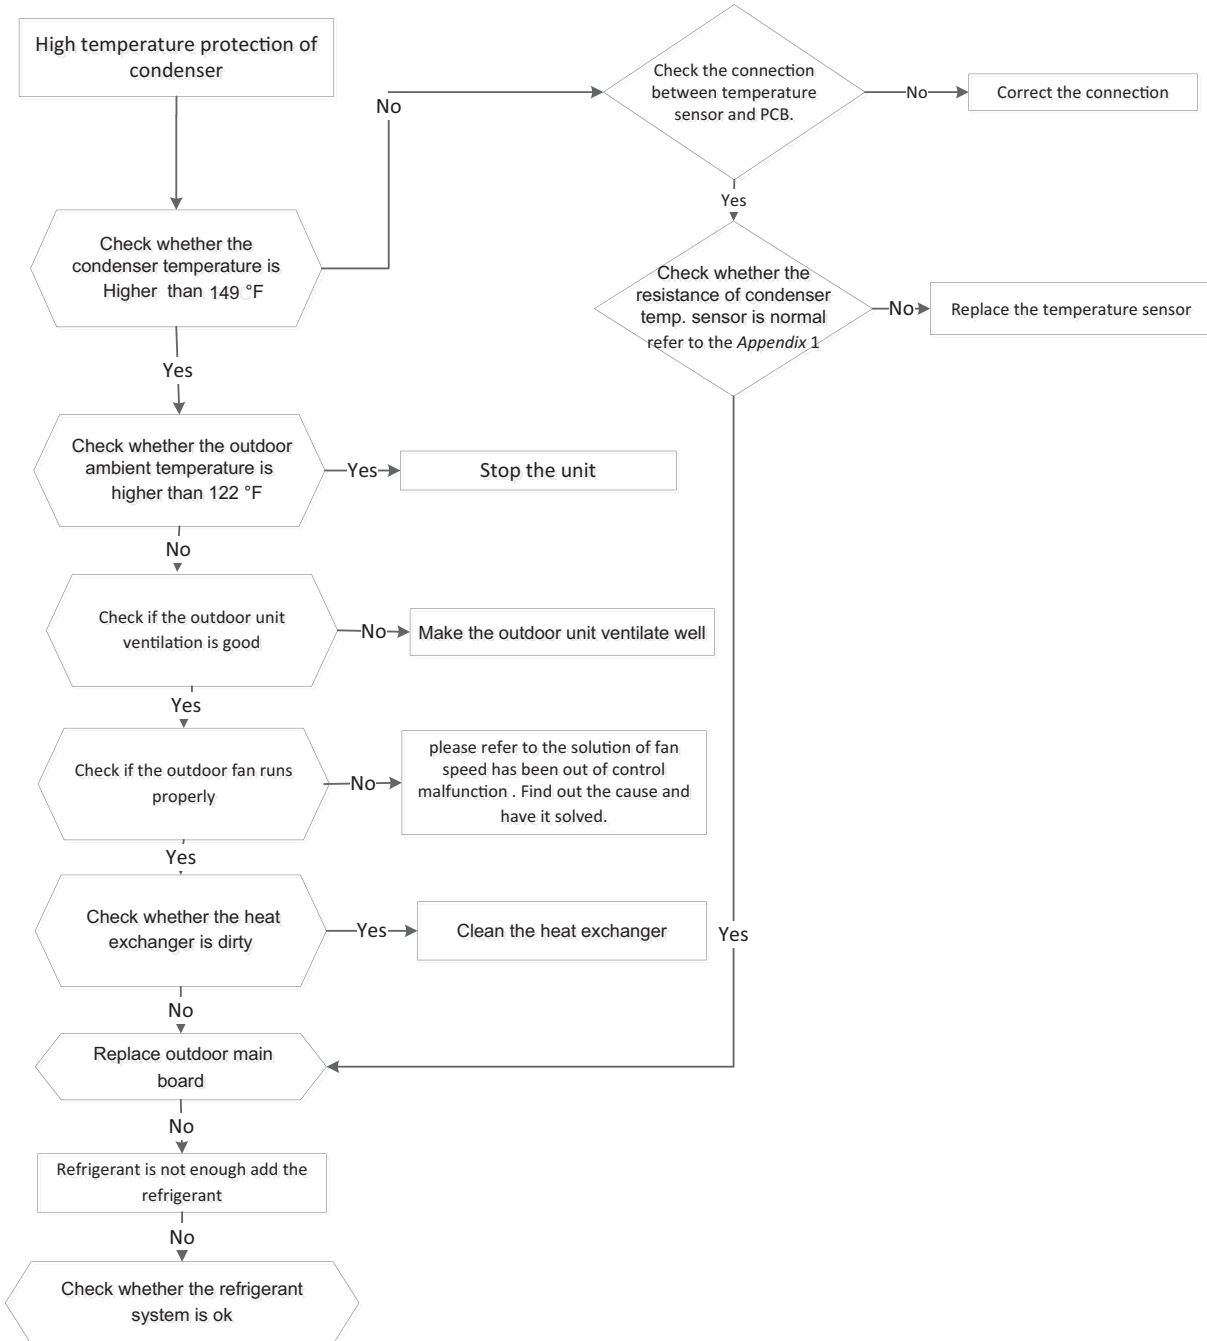 High temperature protection of
condenser
No
Check the connection
between temperature
sensor and PCB.
No
Correct the connection
Yes
Check whether the
condenser temperature is
Higher than 149 °F
Check whether the
resistance of condenser
temp. sensor is normal
refer to the Appendix 1
No
Replace the temperature sensor
Yes
Check whether the outdoor
ambient temperature is
higher than 122 °F
Yes
Stop the unit
No
Check if the outdoor unit
ventilation is good
No
Make the outdoor unit ventilate well
Yes
Check if the outdoor fan runs
properly
No
please refer to the solution of fan
speed has been out of control
malfunction . Find out the cause and
have it solved.
Yes
Check whether the heat
exchanger is dirty
Yes
Clean the heat exchanger
Yes
No
Replace outdoor main
board
No
Refrigerant is not enough add the
refrigerant
No
Check whether the refrigerant
system is ok